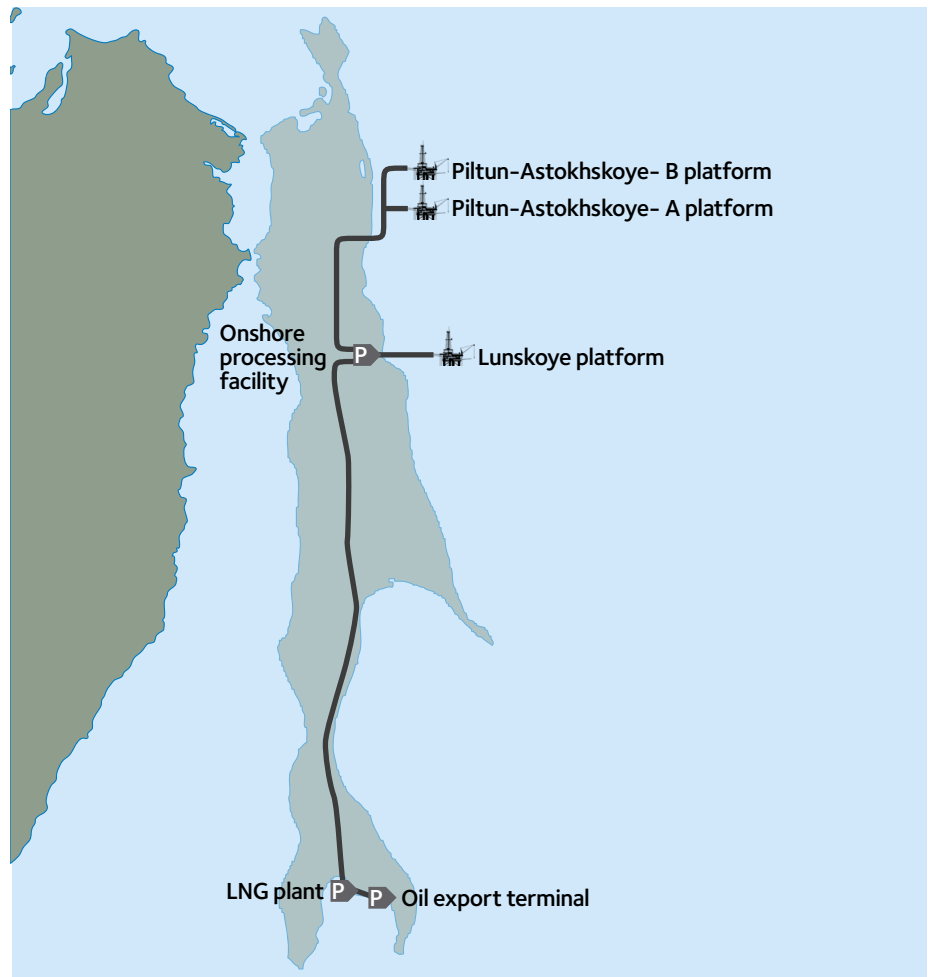 Piltun-Astokhskoye- B platform
Piltun-Astokhskoye- A platform
Onshore
processing
facility
P
Lunskoye platform
LNG plant
P
P
Oil export terminal